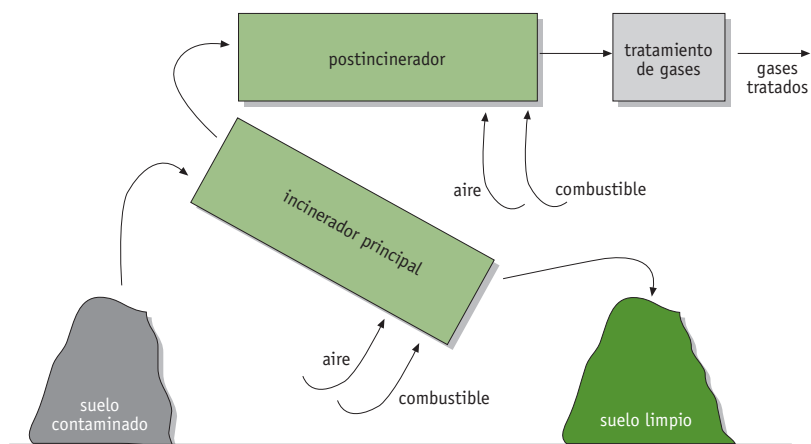 postincinerador
tratamiento
de gases
gases
tratados
aire
combustible
incinerador principal
aire
combustible
suelo
contaminado
suelo limpio